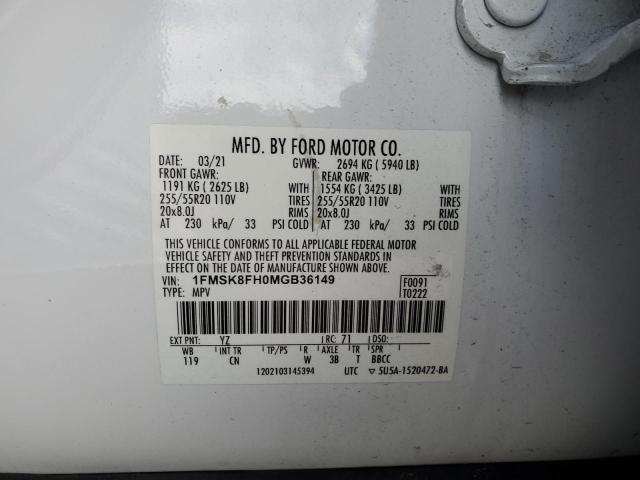 MFD. BY FORD MOTOR CO.
DATE: 03/21 GVWR: 2694 KG ( 5940 LB)
FRONT GAWR: REAR GAWR:
1191 KG ( 2625 LB) WITH 1554 KG ( 3425 LB) WITH
255/55R20 110V TIRES 255/55R20 110V TIRES
20x8.0J RIMS 20x8.0J RIMS
AT 230 kPa/ 33 PSI COLD AT 230 kPa/ 33 PSI COLD
THIS VEHICLE CONFORMS TO ALL APPLICABLE FEDERAL MOTOR
VEHICLE SAFETY AND THEFT PREVENTION STANDARDS IN
EFFECT ON THE DATE OF MANUFACTURE SHOWN ABOVE.
VIN: 1FMSK8FH0MGB36149 F0091
TYPE: MPV T0222
EXT PNT: YZ RC: 71 DSO:
WB INT TR TP/PS R AXLE TR SPR
119 CN W 3B T BBCC
1202103145394 UTC ▽ 5U5A-1520472-BA